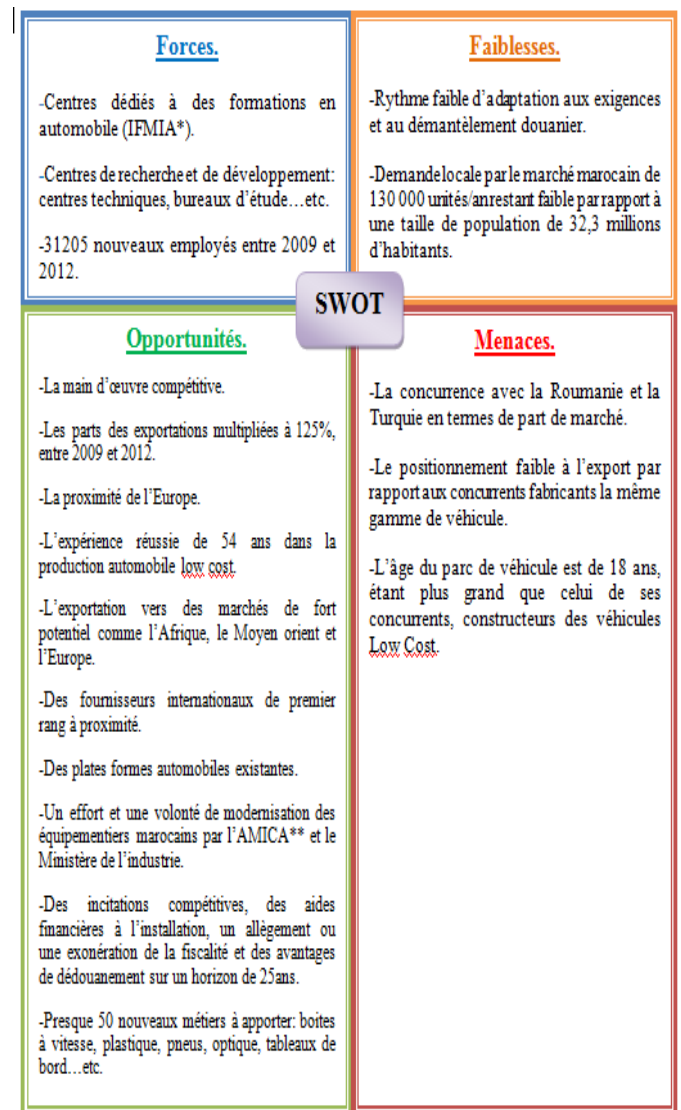 Forces.
-Centres dédiés à des formations en
automobile (IFMIA*).
-Centres de recherche et de développement:
centres techniques, bureaux d'étude…etc.
-31205 nouveaux employés entre 2009 et
2012.
Faiblesses.
-Rythme faible d'adaptation aux exigences
et au démantèlement douanier.
-Demande locale par le marché marocain de
130 000 unités/an restant faible par rapport à
une taille de population de 32,3 millions
d'habitants.
SWOT
Opportunités.
-La main d'œuvre compétitive.
-Les parts des exportations multipliées à 125%,
entre 2009 et 2012.
-La proximité de l'Europe.
-L'expérience réussie de 54 ans dans la
production automobile low cost.
-L'exportation vers des marchés de fort
potentiel comme l'Afrique, le Moyen orient et
l'Europe.
-Des fournisseurs internationaux de premier
rang à proximité.
-Des plates formes automobiles existantes.
-Un effort et une volonté de modernisation des
équipementiers marocains par l'AMICA** et le
Ministère de l'industrie.
-Des incitations compétitives, des aides
financières à l'installation, un allègement ou
une exonération de la fiscalité et des avantages
de dédouanement sur un horizon de 25ans.
-Presque 50 nouveaux métiers à apporter: boites
à vitesse, plastique, pneus, optique, tableaux de
bord…etc.
Menaces.
-La concurrence avec la Roumanie et la
Turquie en termes de part de marché.
-Le positionnement faible à l'export par
rapport aux concurrents fabricants la même
gamme de véhicule.
-L'âge du parc de véhicule est de 18 ans,
étant plus grand que celui de ses
concurrents, constructeurs des véhicules
Low Cost.